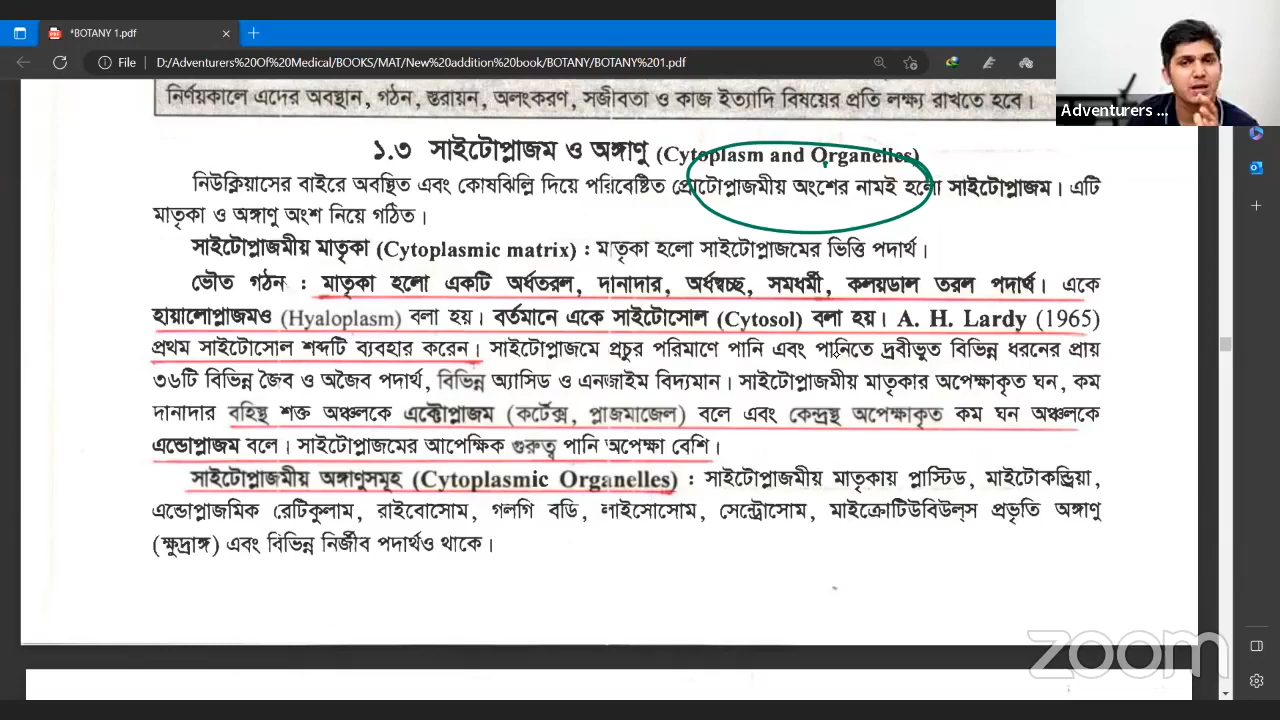 *BOTANY 1.pdf
File D:/Adventurers%20Of%20Medical/BOOKS/MAT/New%20addition%20book/BOTANY/BOTANY%201.pdf
Adventurers ...
নির্ণয়কালে এদের অবস্থান, গঠন, স্তরায়ন, অলংকরণ, সজীবতা ও কাজ ইত্যাদি বিষয়ের প্রতি লক্ষ্য রাখতে হবে।
১.৩ সাইটোপ্লাজম ও অঙ্গাণু (Cytoplasm and Organelles)
নিউক্লিয়াসের বাইরে অবস্থিত এবং কোষঝিল্লি দিয়ে পরিবেষ্টিত প্রোটোপ্লাজমীয় অংশের নামই হলো সাইটোপ্লাজম। এটি
মাতৃকা ও অঙ্গাণু অংশ নিয়ে গঠিত।
সাইটোপ্লাজমীয় মাতৃকা (Cytoplasmic matrix) : মাতৃকা হলো সাইটোপ্লাজমের ভিত্তি পদার্থ।
ভৌত গঠন : মাতৃকা হলো একটি অর্ধতরল, দানাদার, অর্ধস্বচ্ছ, সমধর্মী, কলয়ডাল তরল পদার্থ। একে
হায়ালোপ্লাজমও (Hyaloplasm) বলা হয়। বর্তমানে একে সাইটোসোল (Cytosol) বলা হয়। A. H. Lardy (1965)
প্রথম সাইটোসোল শব্দটি ব্যবহার করেন। সাইটোপ্লাজমে প্রচুর পরিমাণে পানি এবং পানিতে দ্রবীভুত বিভিন্ন ধরনের প্রায়
৩৬টি বিভিন্ন জৈব ও অজৈব পদার্থ, বিভিন্ন অ্যাসিড ও এনজাইম বিদ্যমান। সাইটোপ্লাজমীয় মাতৃকার অপেক্ষাকৃত ঘন, কম
দানাদার বহিস্থ শক্ত অঞ্চলকে এক্টোপ্লাজম (কর্টেক্স, প্লাজমাজেল) বলে এবং কেন্দ্রস্থ অপেক্ষাকৃত কম ঘন অঞ্চলকে
এন্ডোপ্লাজম বলে। সাইটোপ্লাজমের আপেক্ষিক গুরুত্ব পানি অপেক্ষা বেশি।
সাইটোপ্লাজমীয় অঙ্গাণুসমূহ (Cytoplasmic Organelles) : সাইটোপ্লাজমীয় মাতৃকায় প্লাস্টিড, মাইটোকন্ড্রিয়া,
এন্ডোপ্লাজমিক রেটিকুলাম, রাইবোসোম, গলগি বডি, লাইসোসোম, সেন্ট্রোসোম, মাইক্রোটিউবিউল্স প্রভৃতি অঙ্গাণু
(ক্ষুদ্রাঙ্গ) এবং বিভিন্ন নির্জীব পদার্থও থাকে।
zoom